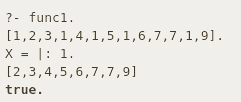 ?- func1.
[1,2,3,1,4,1,5,1,6,7,7,1,9].
X = |: 1.
[2,3,4,5,6,7,7,9]
true.